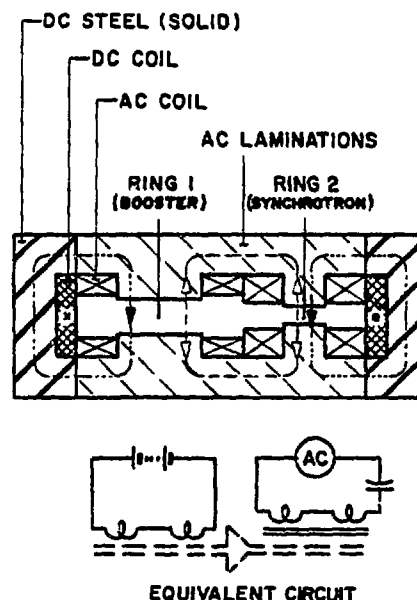 DC STEEL (SOLID)
DC COIL
AC COIL
AC LAMINATIONS
RING 1
(BOOSTER)
RING 2
(SYNCHROTRON)
AC
EQUIVALENT CIRCUIT